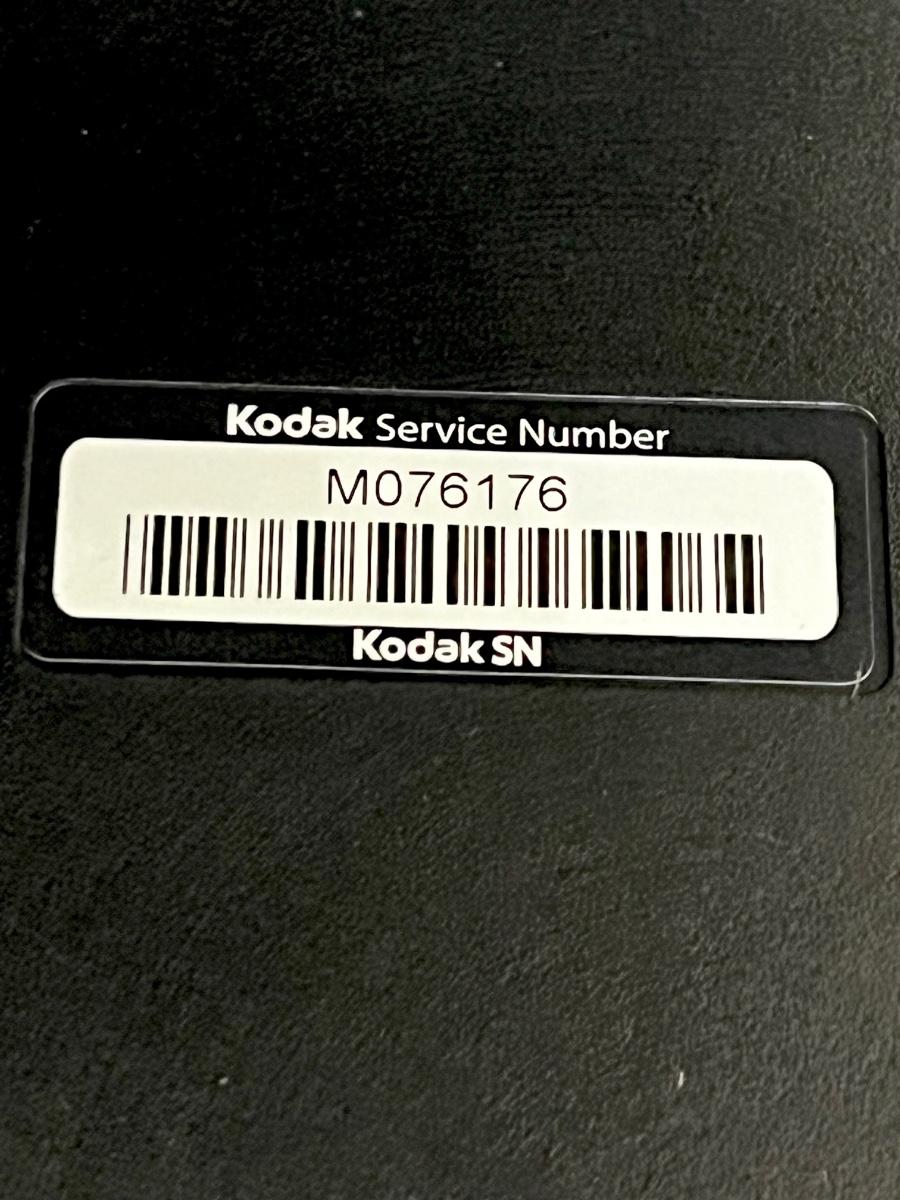 Kodak Service Number
M076176
Kodak SN